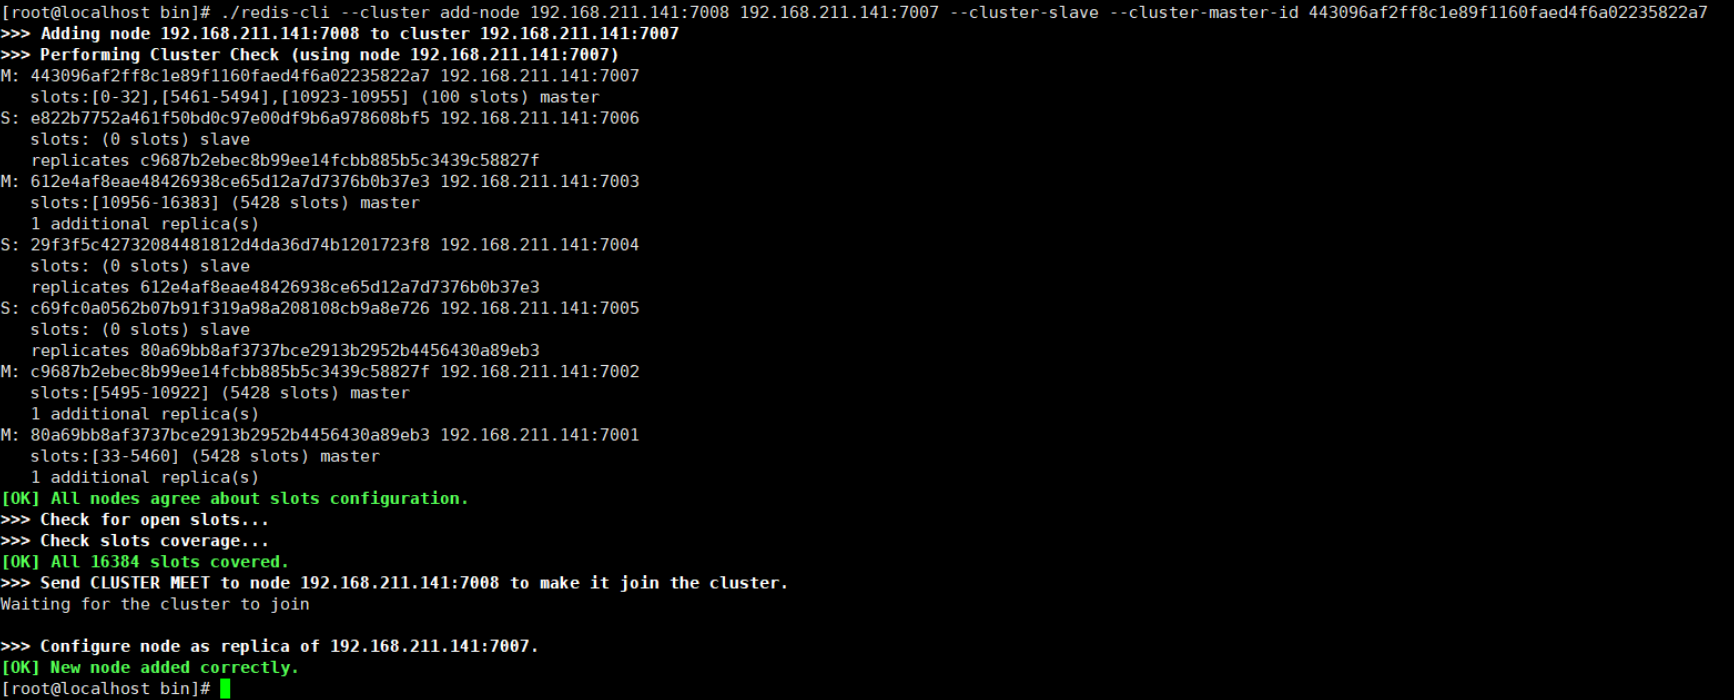 [root@localhost bin]# ./redis-cli --cluster add-node 192.168.211.141:7008 192.168.211.141:7007 --cluster-slave --cluster-master-id 443096af2ff8c1e89f1160faed4f6a02235822a7
>>> Adding node 192.168.211.141:7008 to cluster 192.168.211.141:7007
>>> Performing Cluster Check (using node 192.168.211.141:7007)
M: 443096af2ff8c1e89f1160faed4f6a02235822a7 192.168.211.141:7007
   slots:[0-32],[5461-5494],[10923-10955] (100 slots) master
S: e822b7752a461f50bd0c97e00df9b6a978608bf5 192.168.211.141:7006
   slots: (0 slots) slave
   replicates c9687b2ebec8b99ee14fcbb885b5c3439c58827f
M: 612e4af8eae48426938ce65d12a7d7376b0b37e3 192.168.211.141:7003
   slots:[10956-16383] (5428 slots) master
   1 additional replica(s)
S: 29f3f5c42732084481812d4da36d74b1201723f8 192.168.211.141:7004
   slots: (0 slots) slave
   replicates 612e4af8eae48426938ce65d12a7d7376b0b37e3
S: c69fc0a0562b07b91f319a98a208108cb9a8e726 192.168.211.141:7005
   slots: (0 slots) slave
   replicates 80a69bb8af3737bce2913b2952b4456430a89eb3
M: c9687b2ebec8b99ee14fcbb885b5c3439c58827f 192.168.211.141:7002
   slots:[5495-10922] (5428 slots) master
   1 additional replica(s)
M: 80a69bb8af3737bce2913b2952b4456430a89eb3 192.168.211.141:7001
   slots:[33-5460] (5428 slots) master
   1 additional replica(s)
[OK] All nodes agree about slots configuration.
>>> Check for open slots...
>>> Check slots coverage...
[OK] All 16384 slots covered.
>>> Send CLUSTER MEET to node 192.168.211.141:7008 to make it join the cluster.
Waiting for the cluster to join
>>> Configure node as replica of 192.168.211.141:7007.
[OK] New node added correctly.
[root@localhost bin]#